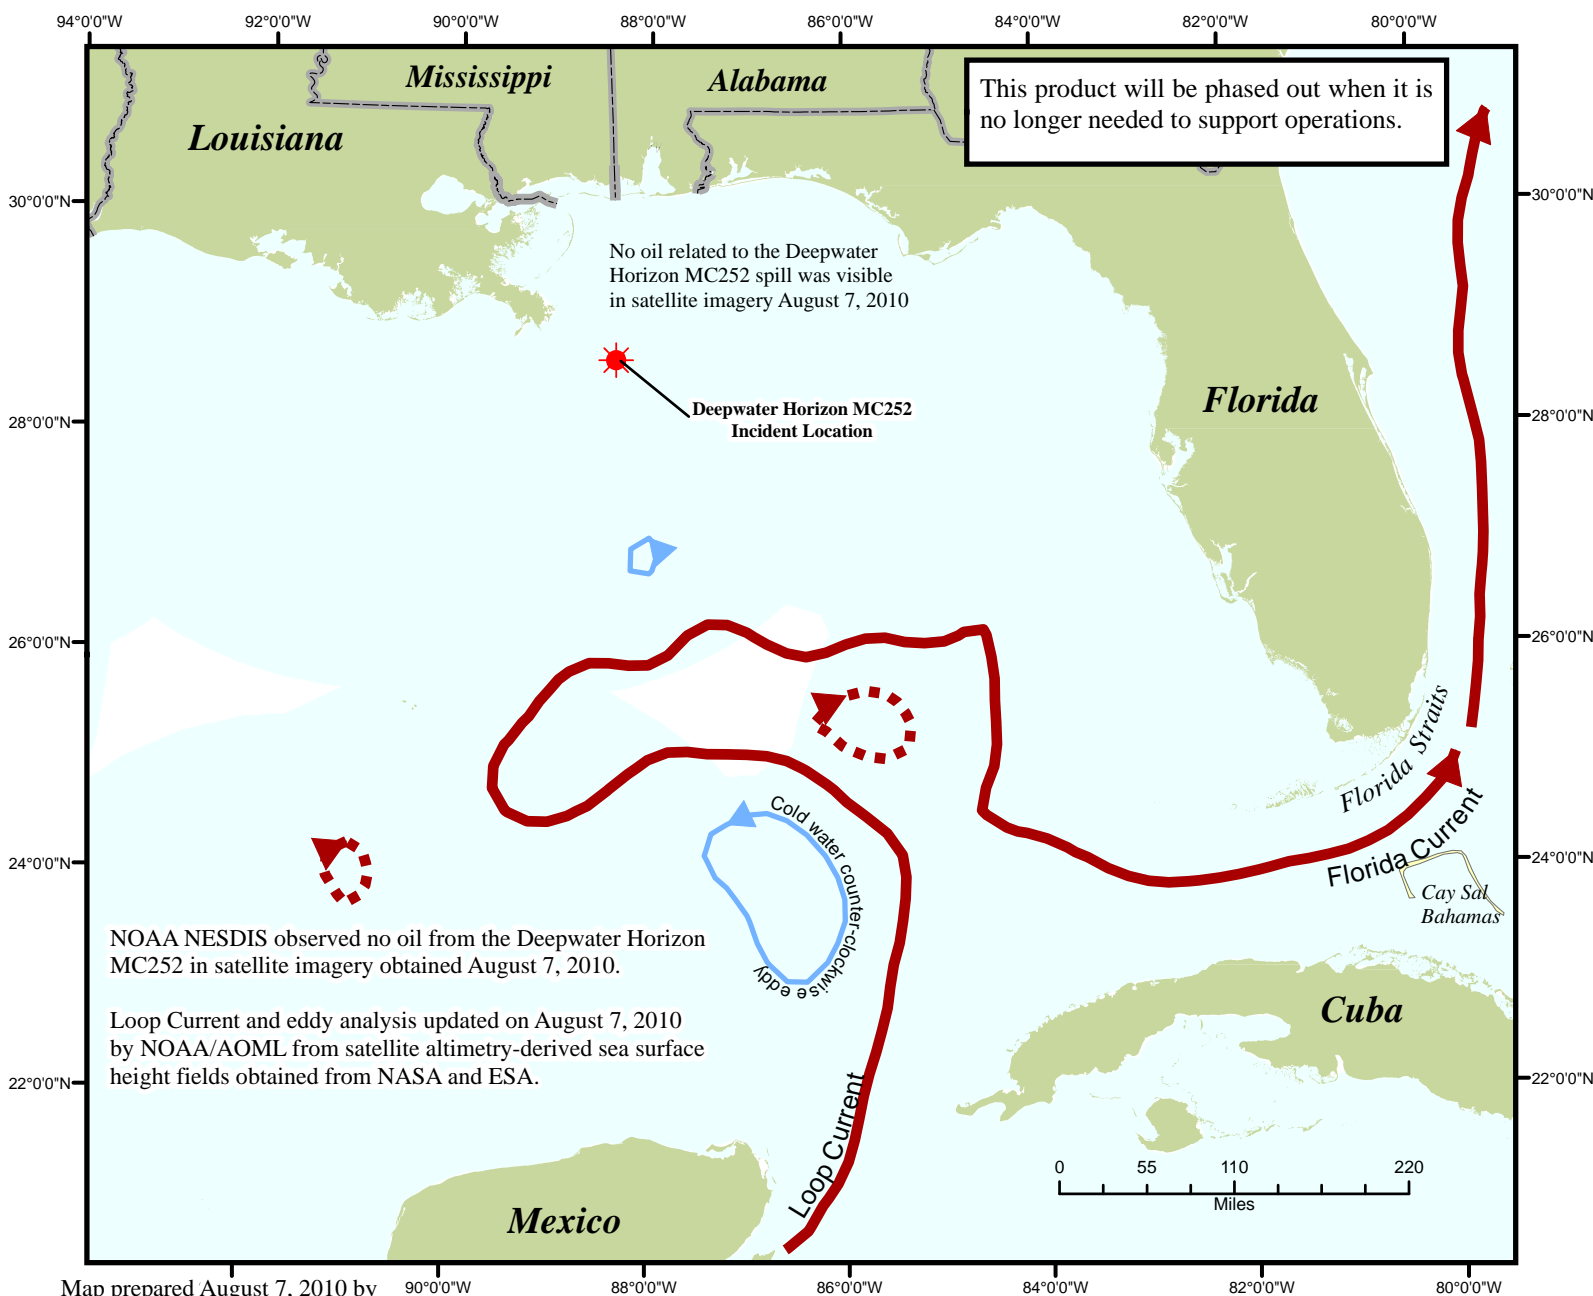 94°0'0"W 92°0'0"W 90°0'0"W 88°0'0"W 86°0'0"W 84°0'0"W 82°0'0"W 80°0'0"W
Mississippi
Alabama
Louisiana
This product will be phased out when it is
no longer needed to support operations.
30°0'0"N
30°0'0"N
No oil related to the Deepwater
Horizon MC252 spill was visible
in satellite imagery August 7, 2010
Deepwater Horizon MC252
Incident Location
Florida
28°0'0"N
28°0'0"N
26°0'0"N
26°0'0"N
Florida Straits
Florida Current
Cold water counter-clockwise eddy
24°0'0"N
24°0'0"N
Cay Sal
Bahamas
NOAA NESDIS observed no oil from the Deepwater Horizon
MC252 in satellite imagery obtained August 7, 2010.
Loop Current and eddy analysis updated on August 7, 2010
by NOAA/AOML from satellite altimetry-derived sea surface
height fields obtained from NASA and ESA.
Cuba
22°0'0"N
22°0'0"N
Loop Current
0 55 110 220
Miles
Mexico
Map prepared August 7, 2010 by
90°0'0"W 88°0'0"W 86°0'0"W 84°0'0"W 82°0'0"W 80°0'0"W